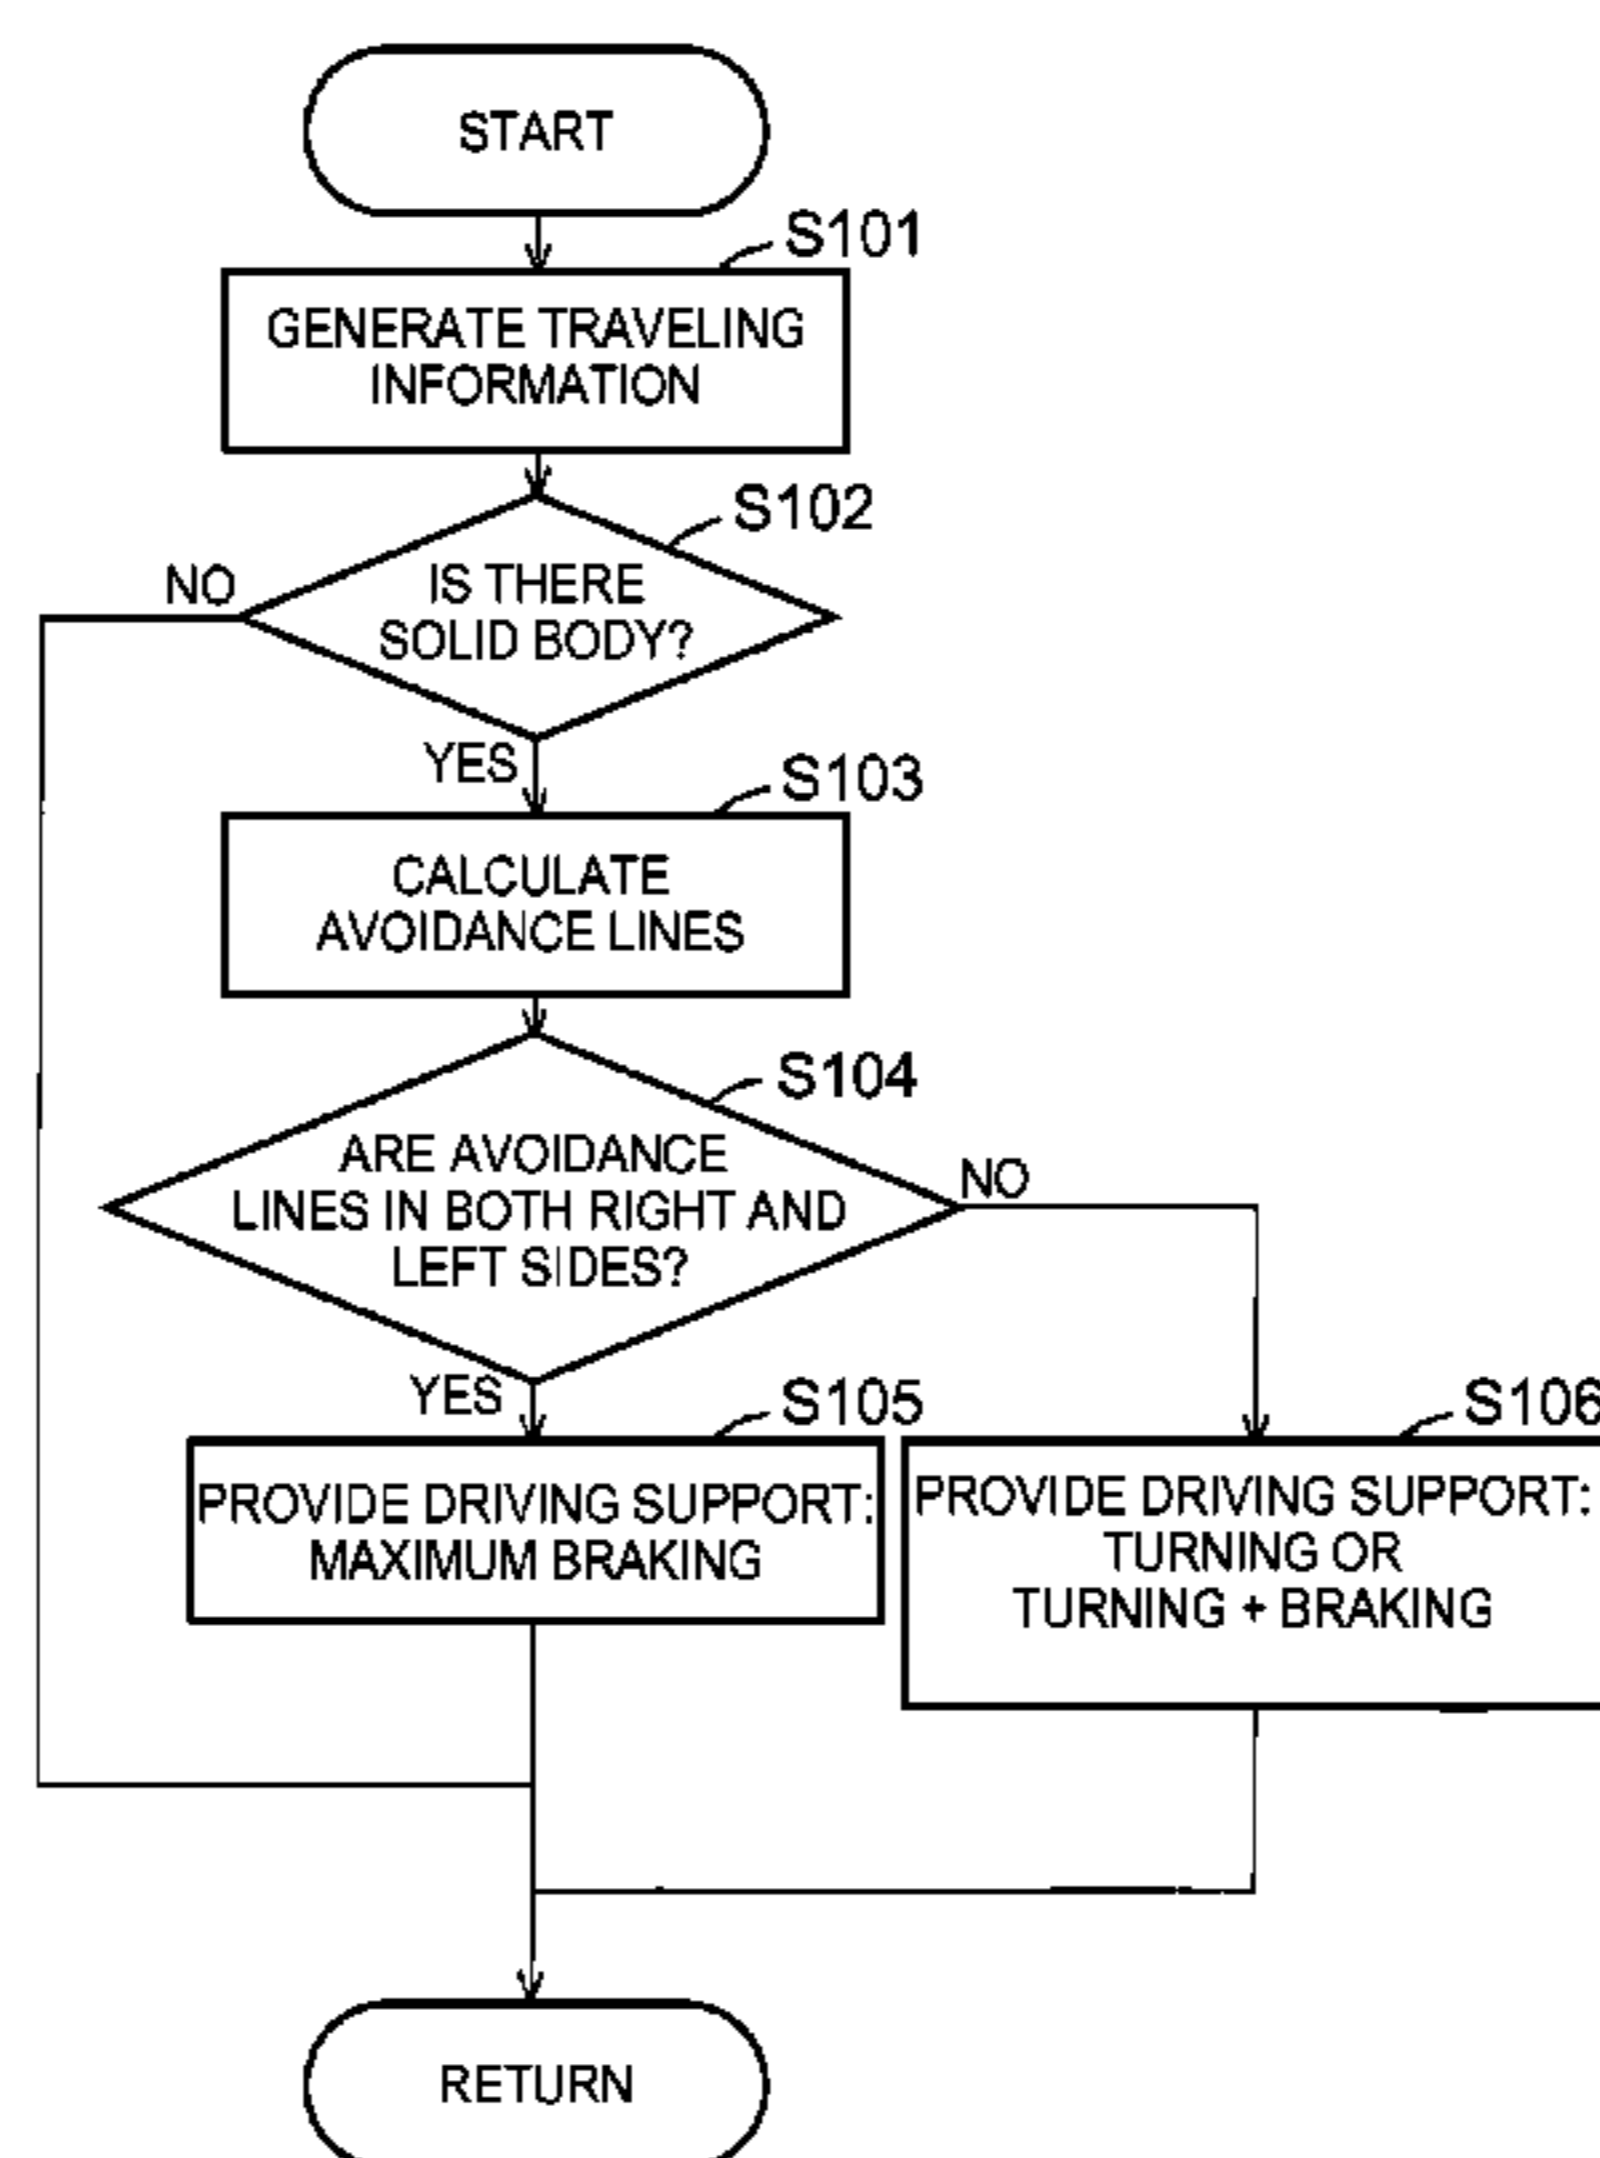 START
S101
GENERATE TRAVELING
INFORMATION
S102
IS THERE
SOLID BODY?
NO
YES
S103
CALCULATE
AVOIDANCE LINES
S104
ARE AVOIDANCE
LINES IN BOTH RIGHT AND
LEFT SIDES?
NO
YES
S105
PROVIDE DRIVING SUPPORT:
MAXIMUM BRAKING
S106
PROVIDE DRIVING SUPPORT:
TURNING OR
TURNING + BRAKING
RETURN